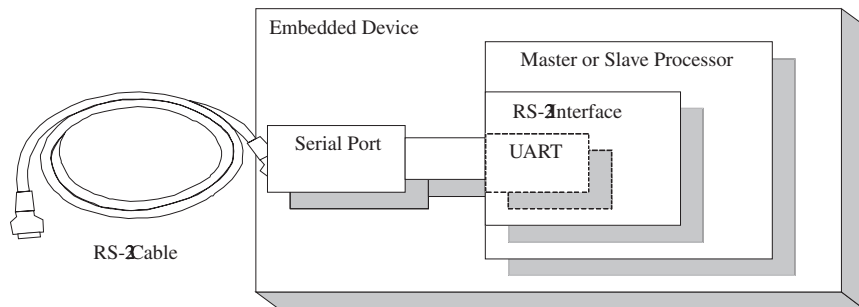 Embedded Device
Master or Slave Processor
RS-2Interface
Serial Port
UART
RS-2Cable